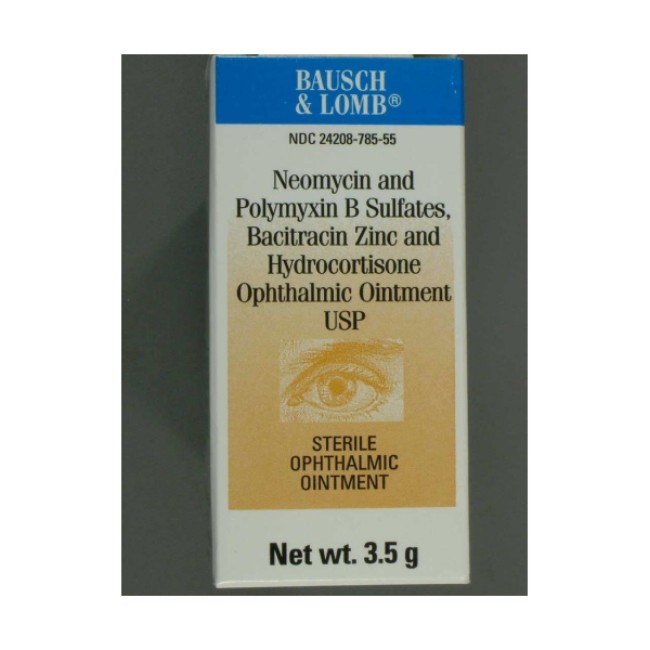 BAUSCH
& LOMB®
NDC 24208-785-55
Neomycin and
Polymyxin B Sulfates,
Bacitracin Zinc and
Hydrocortisone
Ophthalmic Ointment
USP
STERILE
OPHTHALMIC
OINTMENT
Net wt. 3.5 g